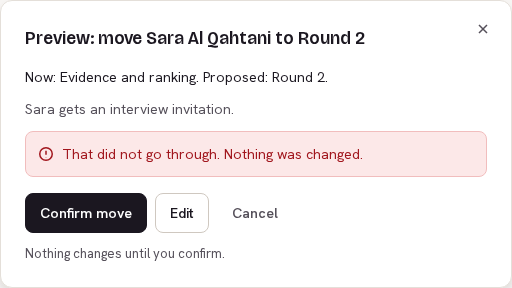 Preview: move Sara Al Qahtani to Round 2
Now: Evidence and ranking. Proposed: Round 2.
Sara gets an interview invitation.
That did not go through. Nothing was changed.
Confirm move Edit Cancel
Nothing changes until you confirm.